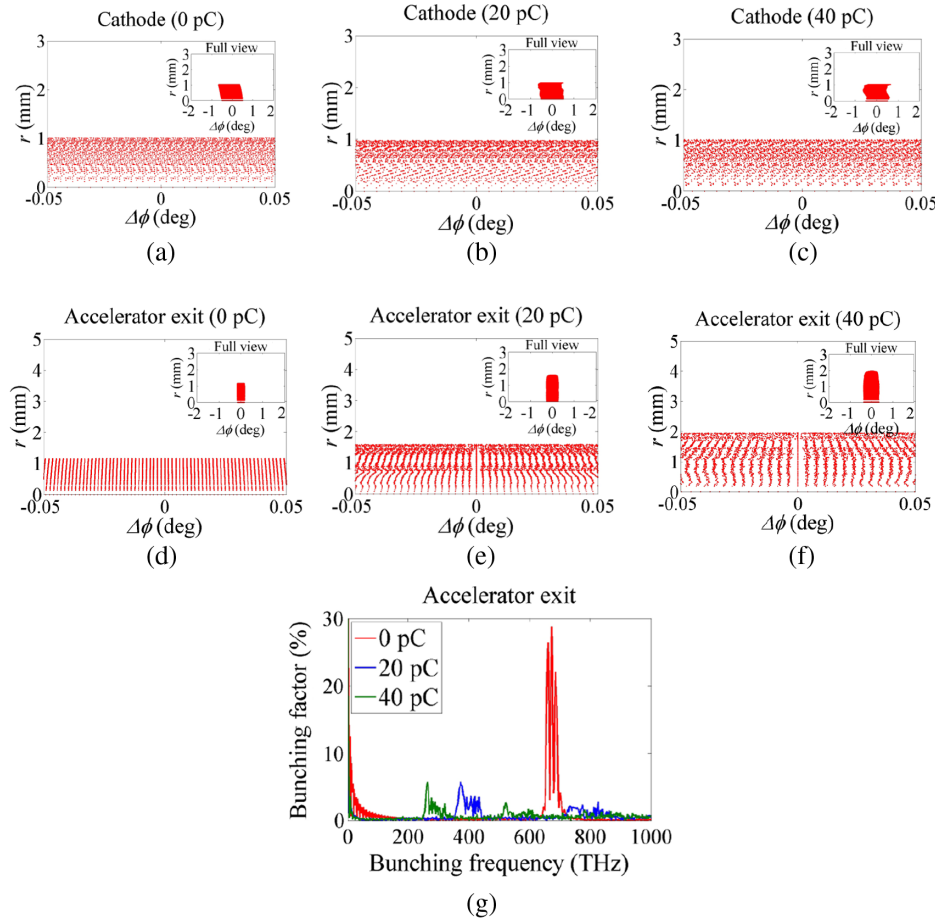 Cathode (0 pC)
Cathode (20 pC)
Cathode (40 pC)
3
2
1
0
r (mm)
-0.05
0
0.05
Δϕ (deg)
Full view
3
2
1
0
r (mm)
-2
-1
0
1
2
Δϕ (deg)
(a)
3
2
1
0
r (mm)
-0.05
0
0.05
Δϕ (deg)
Full view
3
2
1
0
r (mm)
-2
-1
0
1
2
Δϕ (deg)
(b)
3
2
1
0
r (mm)
-0.05
0
0.05
Δϕ (deg)
Full view
3
2
1
0
r (mm)
-2
-1
0
1
2
Δϕ (deg)
(c)
Accelerator exit (0 pC)
Accelerator exit (20 pC)
Accelerator exit (40 pC)
5
4
3
2
1
0
r (mm)
-0.05
0
0.05
Δϕ (deg)
Full view
3
2
1
0
r (mm)
-2
-1
0
1
2
Δϕ (deg)
(d)
5
4
3
2
1
0
r (mm)
-0.05
0
0.05
Δϕ (deg)
Full view
3
2
1
0
r (mm)
-2
-1
0
1
2
Δϕ (deg)
(e)
5
4
3
2
1
0
r (mm)
-0.05
0
0.05
Δϕ (deg)
Full view
3
2
1
0
r (mm)
-2
-1
0
1
2
Δϕ (deg)
(f)
Accelerator exit
30
20
10
0
Bunching factor (%)
0 pC
20 pC
40 pC
0
200
400
600
800
1000
Bunching frequency (THz)
(g)